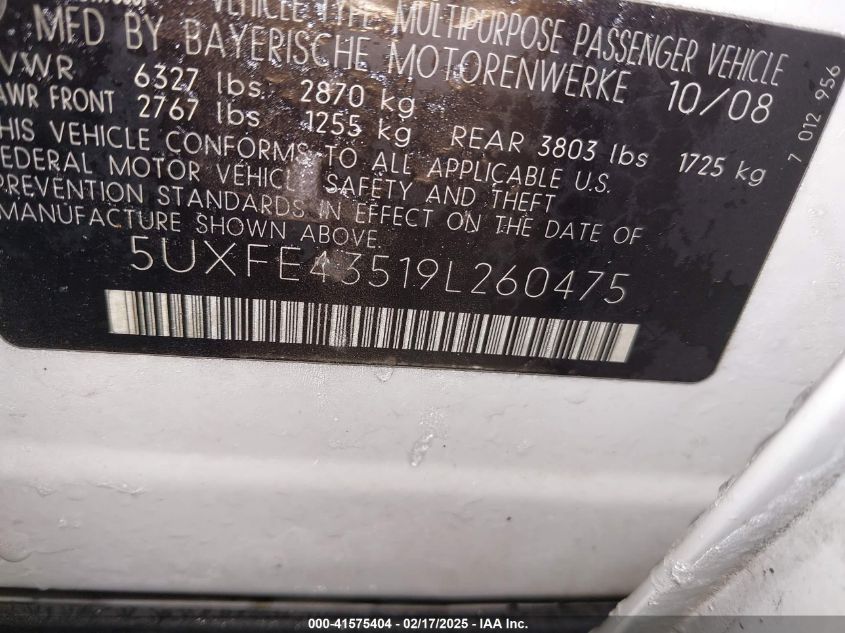 VEHICLE TYPE: MULTIPURPOSE PASSENGER VEHICLE
MFD BY BAYERISCHE MOTORENWERKE 10/08
VWR 6327 lbs 2870 kg
AWR FRONT 2767 lbs 1255 kg REAR 3803 lbs 1725 kg
HIS VEHICLE CONFORMS TO ALL APPLICABLE U.S.
FEDERAL MOTOR VEHICLE SAFETY AND THEFT
PREVENTION STANDARDS IN EFFECT ON THE DATE OF
MANUFACTURE SHOWN ABOVE.
5UXFE43519L260475
7 012 956
000-41575404 - 02/17/2025 - IAA Inc.